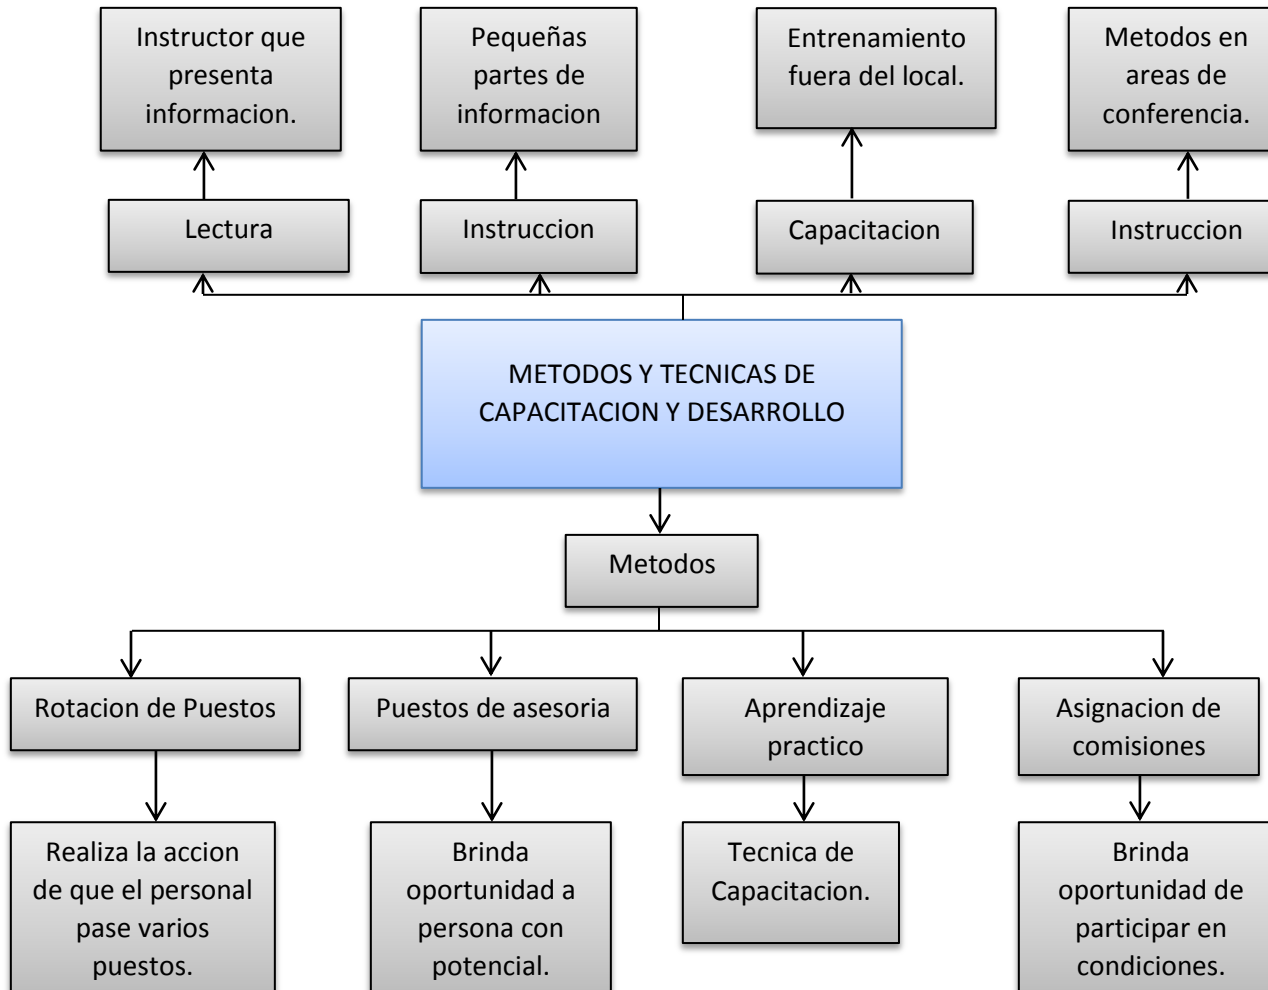 Instructor que
presenta
informacion.
Pequeñas
partes de
informacion
Entrenamiento
fuera del local.
Metodos en
areas de
conferencia.
Lectura
Instruccion
Capacitacion
Instruccion
METODOS Y TECNICAS DE
CAPACITACION Y DESARROLLO
Metodos
Rotacion de Puestos
Puestos de asesoria
Aprendizaje
practico
Asignacion de
comisiones
Realiza la accion
de que el personal
pase varios
puestos.
Brinda
oportunidad a
persona con
potencial.
Tecnica de
Capacitacion.
Brinda
oportunidad de
participar en
condiciones.